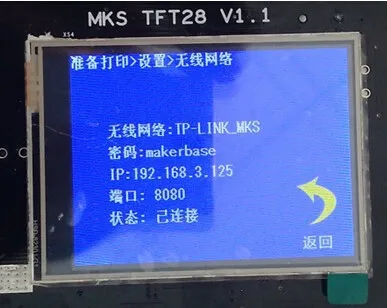 MKS TFT28 V1.1
准备打印>设置>无线网络
无线网络:TP-LINK_MKS
密码:makerbase
IP:192.168.3.125
端口: 8080
状态: 已连接
返回